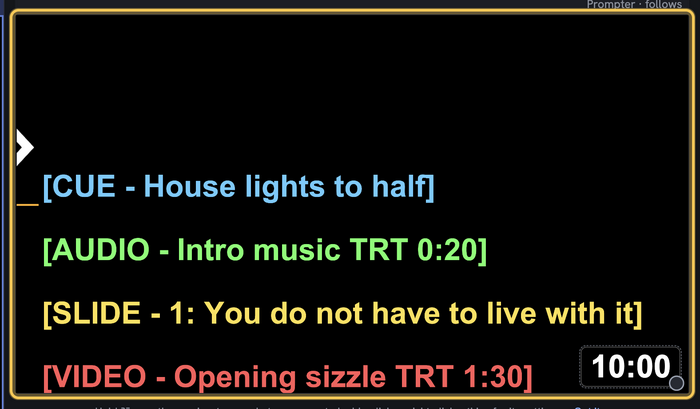 Prompter · follows
[CUE - House lights to half]
[AUDIO - Intro music TRT 0:20]
[SLIDE - 1: You do not have to live with it]
[VIDEO - Opening sizzle TRT 1:30]
10:00